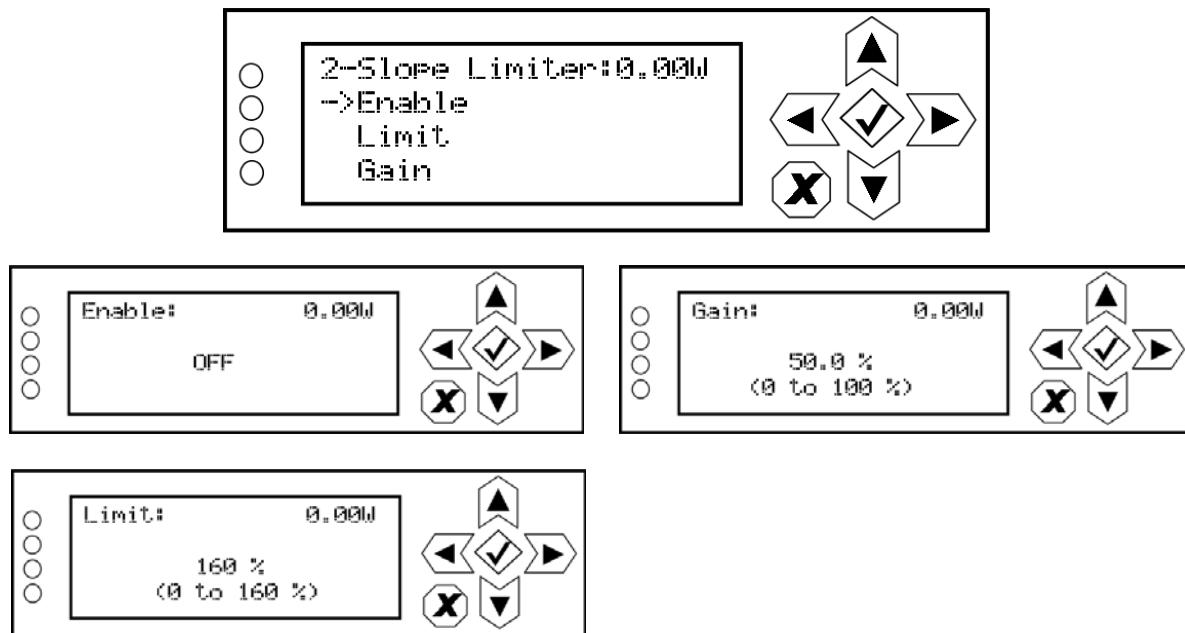 2-Slope Limiter:0.00W
->Enable
Limit
Gain
Enable: 0.00W
OFF
Gain: 0.00W
50.0 %
(0 to 100 %)
Limit: 0.00W
160 %
(0 to 160 %)